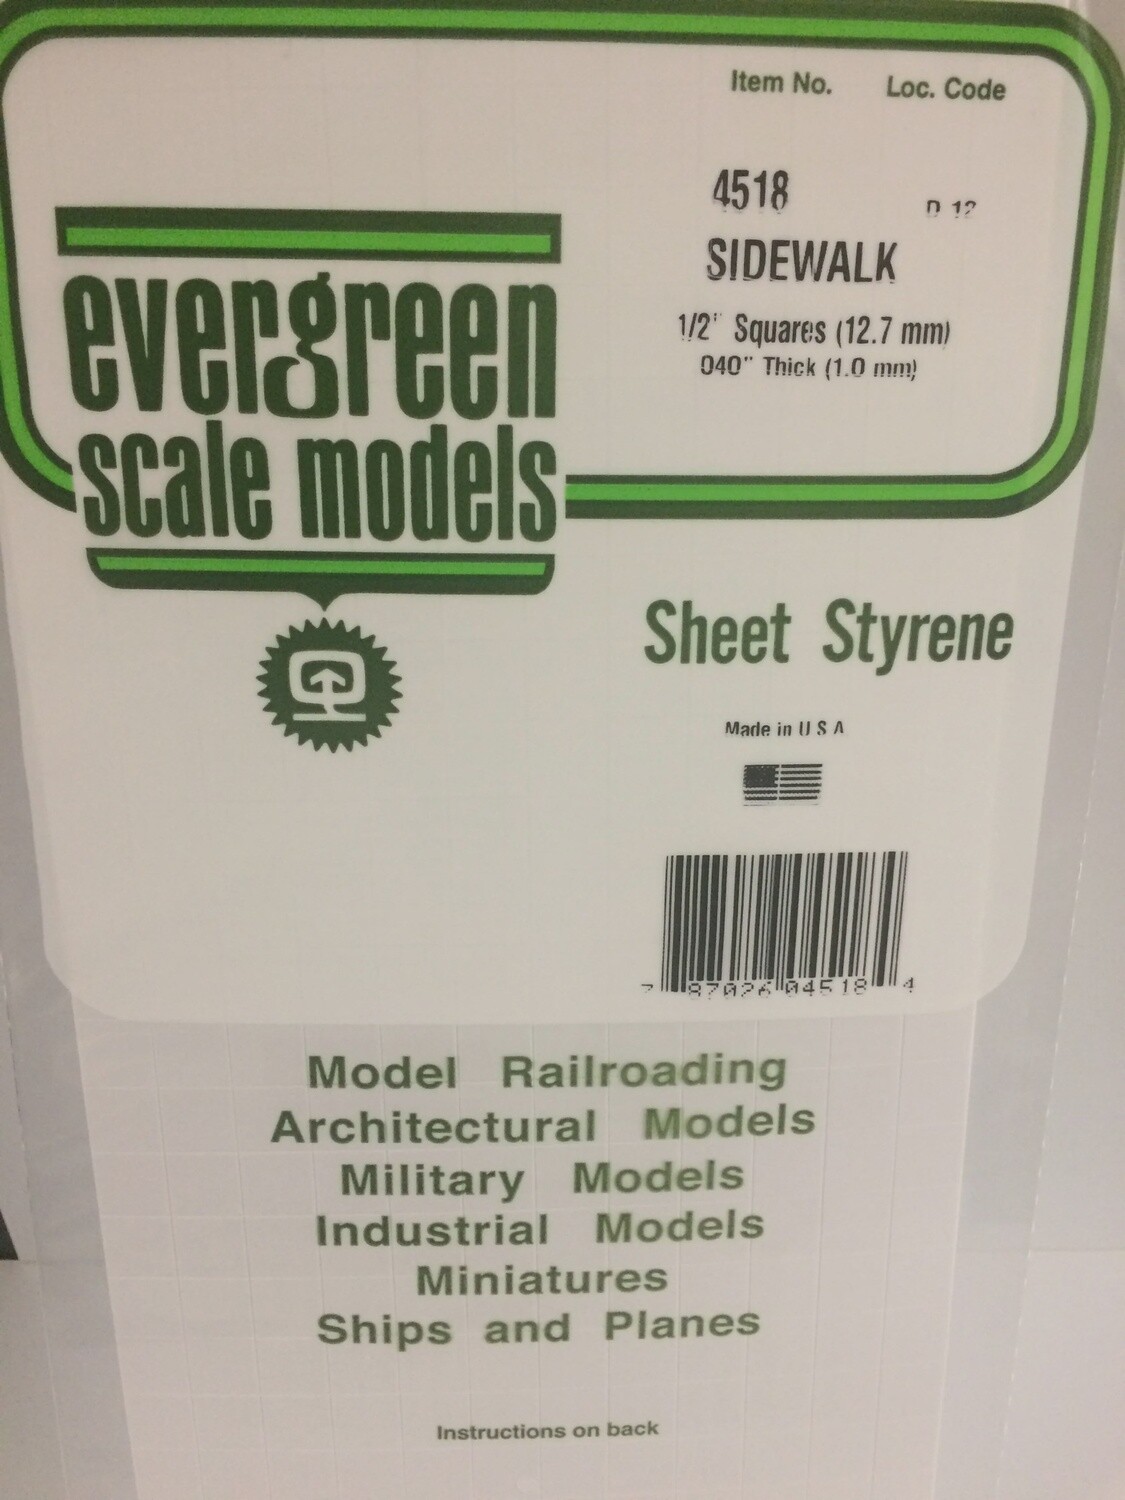 Item No. Loc. Code
4518 D 12
SIDEWALK
1/2" Squares (12.7 mm)
.040" Thick (1.0 mm)
evergreen
scale models
Sheet Styrene
Made in U S A
7 87026 04518 4
Model Railroading
Architectural Models
Military Models
Industrial Models
Miniatures
Ships and Planes
Instructions on back